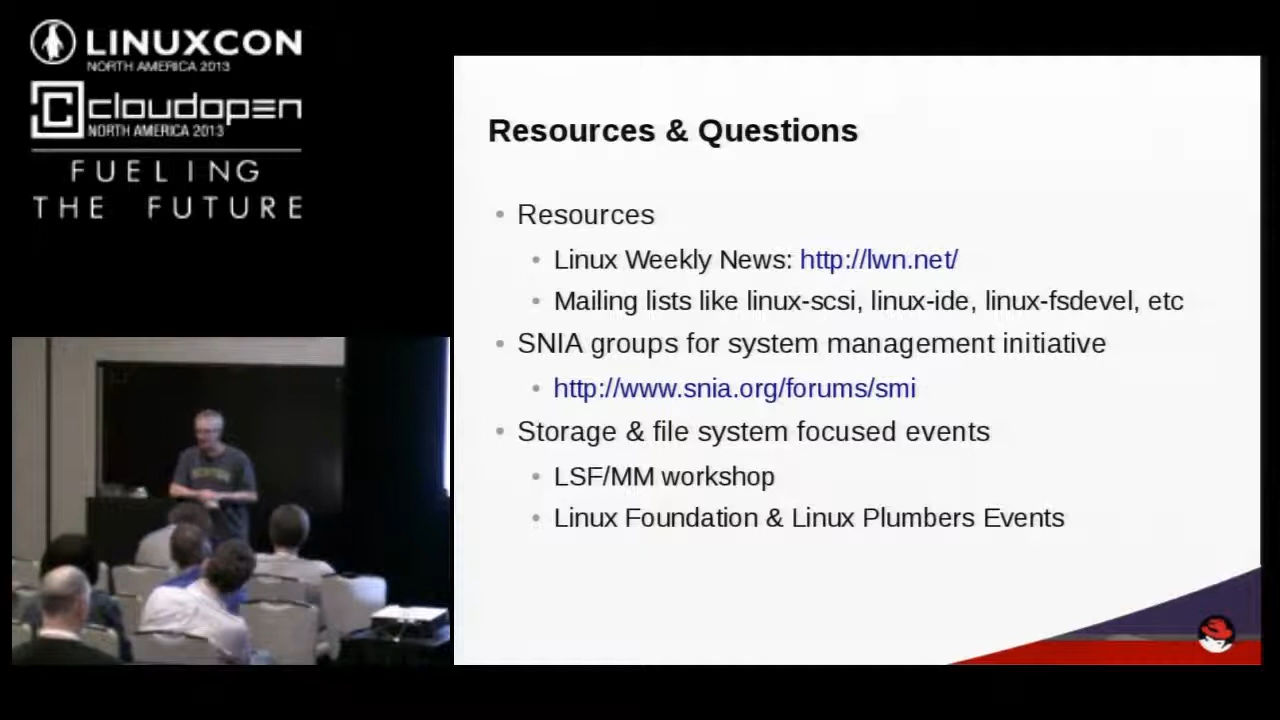 LINUXCON
NORTH AMERICA 2013
cloudopen
NORTH AMERICA 2013
FUELING
THE FUTURE
Resources & Questions
Resources
Linux Weekly News: http://lwn.net/
Mailing lists like linux-scsi, linux-ide, linux-fsdevel, etc
SNIA groups for system management initiative
http://www.snia.org/forums/smi
Storage & file system focused events
LSF/MM workshop
Linux Foundation & Linux Plumbers Events